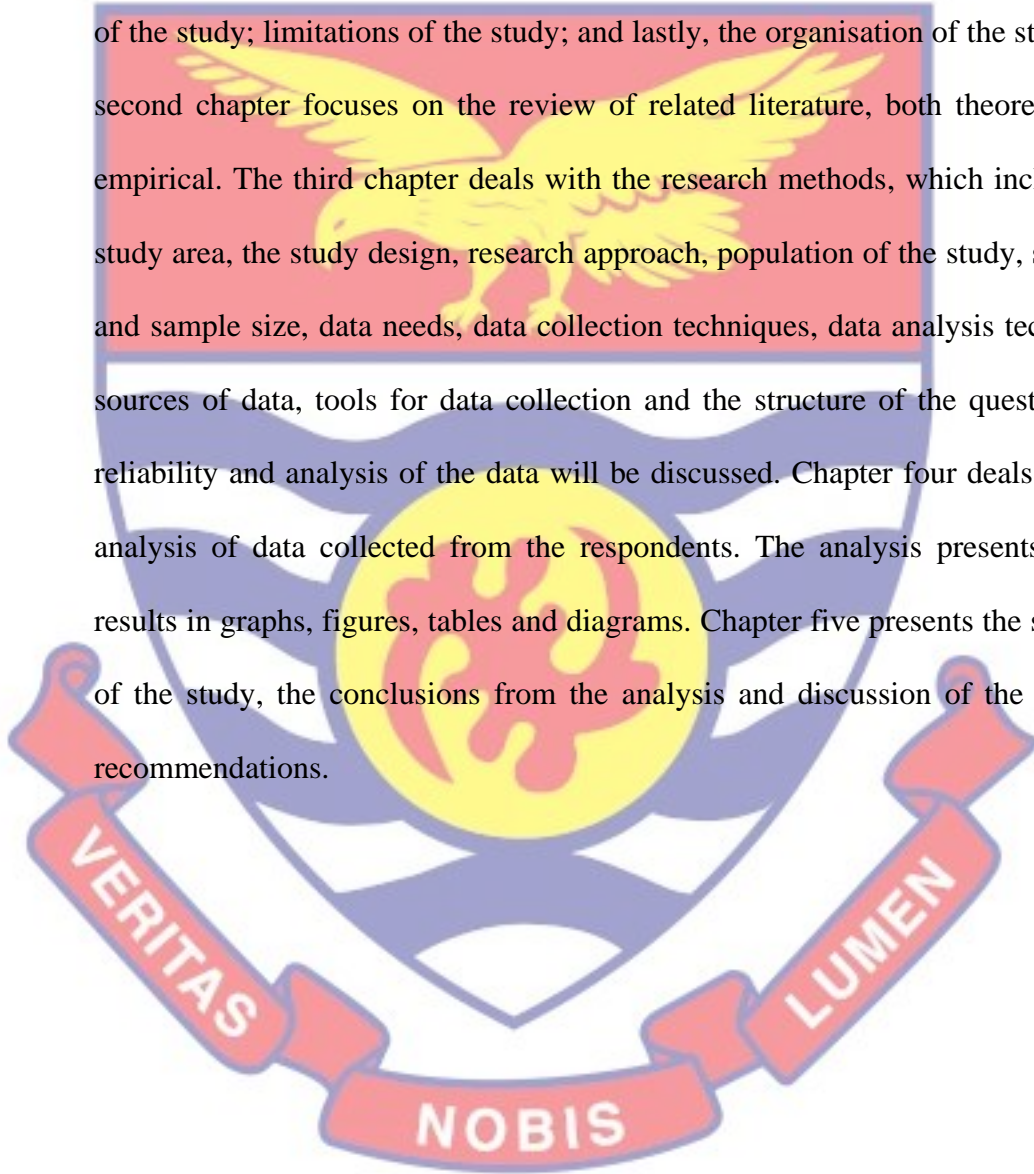 of the study; limitations of the study; and lastly, the organisation of the
second chapter focuses on the review of related literature, both
empirical. The third chapter deals with the research methods, which
study area, the study design, research approach, population of the study,
and sample size, data needs, data collection techniques, data analysis
sources of data, tools for data collection and the structure of the
reliability and analysis of the data will be discussed. Chapter four deals
analysis of data collected from the respondents. The analysis presents
results in graphs, figures, tables and diagrams. Chapter five presents the
of the study, the conclusions from the analysis and discussion of the
recommendations.
VERITAS
NOBIS
LUMEN